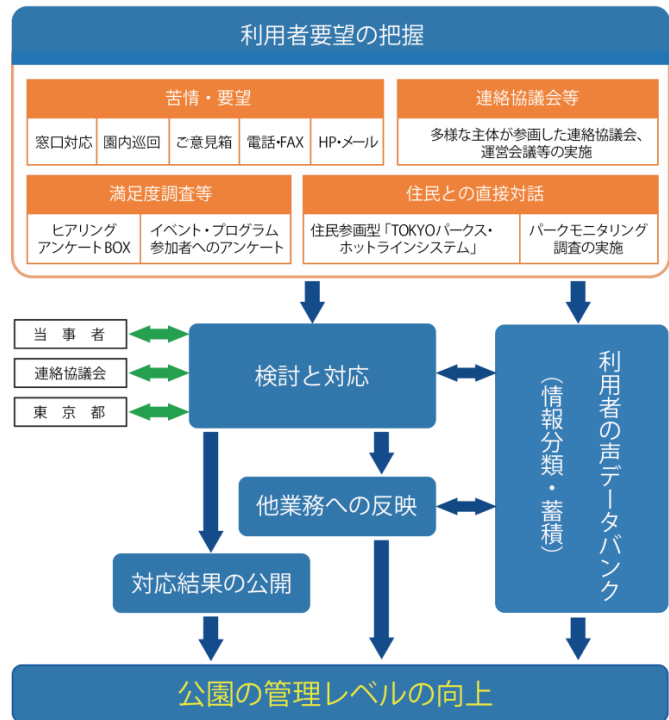 利用者要望の把握
苦情・要望
窓口対応
園内巡回
ご意見箱
電話・FAX
HP・メール
連絡協議会等
多様な主体が参画した連絡協議会、
運営会議等の実施
満足度調査等
ヒアリング
アンケートBOX
イベント・プログラム
参加者へのアンケート
住民との直接対話
住民参画型「TOKYOパークス・
ホットラインシステム」
パークモニタリング
調査の実施
当事者
連絡協議会
東京都
検討と対応
利用者の声データバンク
（情報分類・蓄積）
他業務への反映
対応結果の公開
公園の管理レベルの向上